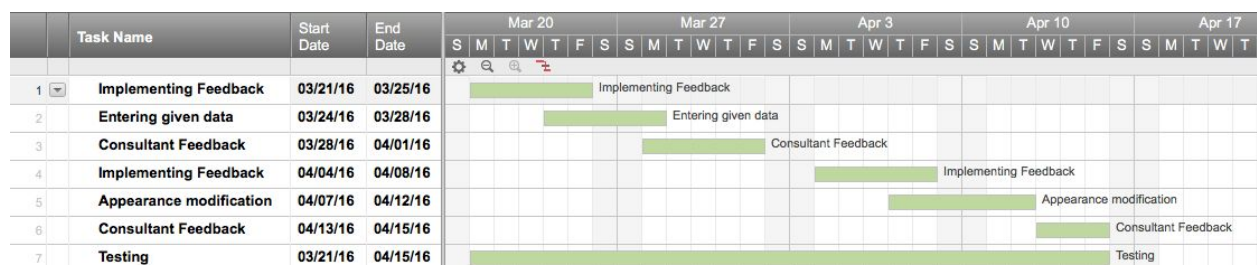 Task Name Start Date End Date Mar 20 Mar 27 Apr 3 Apr 10 Apr 17
S M T W T F S S M T W T F S S M T W T F S S M T W T F S S M T W T
1 Implementing Feedback 03/21/16 03/25/16 Implementing Feedback
2 Entering given data 03/24/16 03/28/16 Entering given data
3 Consultant Feedback 03/28/16 04/01/16 Consultant Feedback
4 Implementing Feedback 04/04/16 04/08/16 Implementing Feedback
5 Appearance modification 04/07/16 04/12/16 Appearance modification
6 Consultant Feedback 04/13/16 04/15/16 Consultant Feedback
7 Testing 03/21/16 04/15/16 Testing